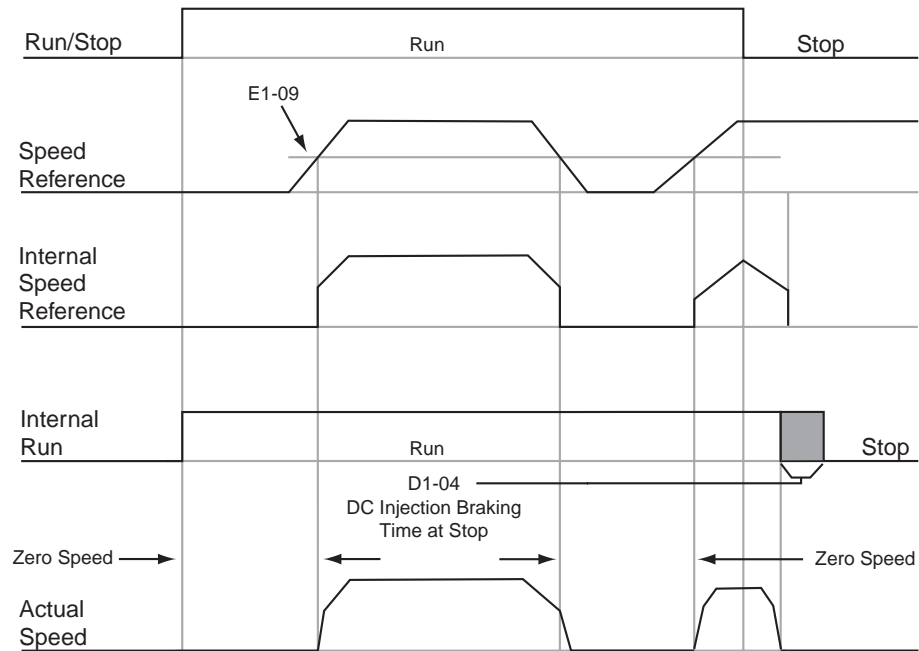 Run/Stop
Run
Stop
E1-09
Speed
Reference
Internal
Speed
Reference
Internal
Run
Run
Stop
D1-04
DC Injection Braking
Time at Stop
Zero Speed
Zero Speed
Actual
Speed